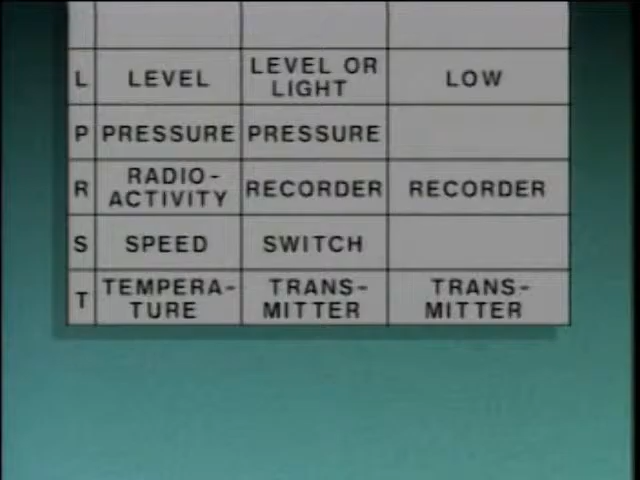 L LEVEL LEVEL OR LIGHT LOW
P PRESSURE PRESSURE
R RADIO-ACTIVITY RECORDER RECORDER
S SPEED SWITCH
T TEMPERA-TURE TRANS-MITTER TRANS-MITTER